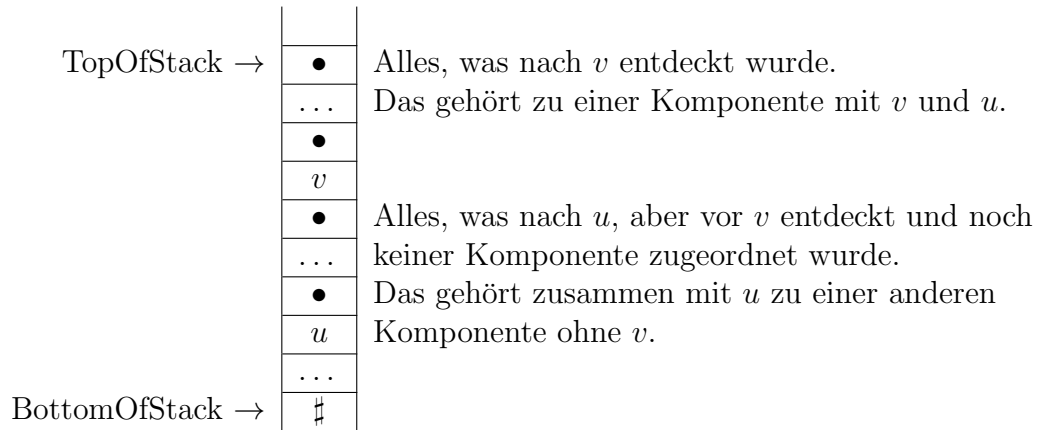 TopOfStack → • Alles, was nach v entdeckt wurde.
... Das gehört zu einer Komponente mit v und u.
•
v
• Alles, was nach u, aber vor v entdeckt und noch
... keiner Komponente zugeordnet wurde.
• Das gehört zusammen mit u zu einer anderen
u Komponente ohne v.
...
BottomOfStack → ♯